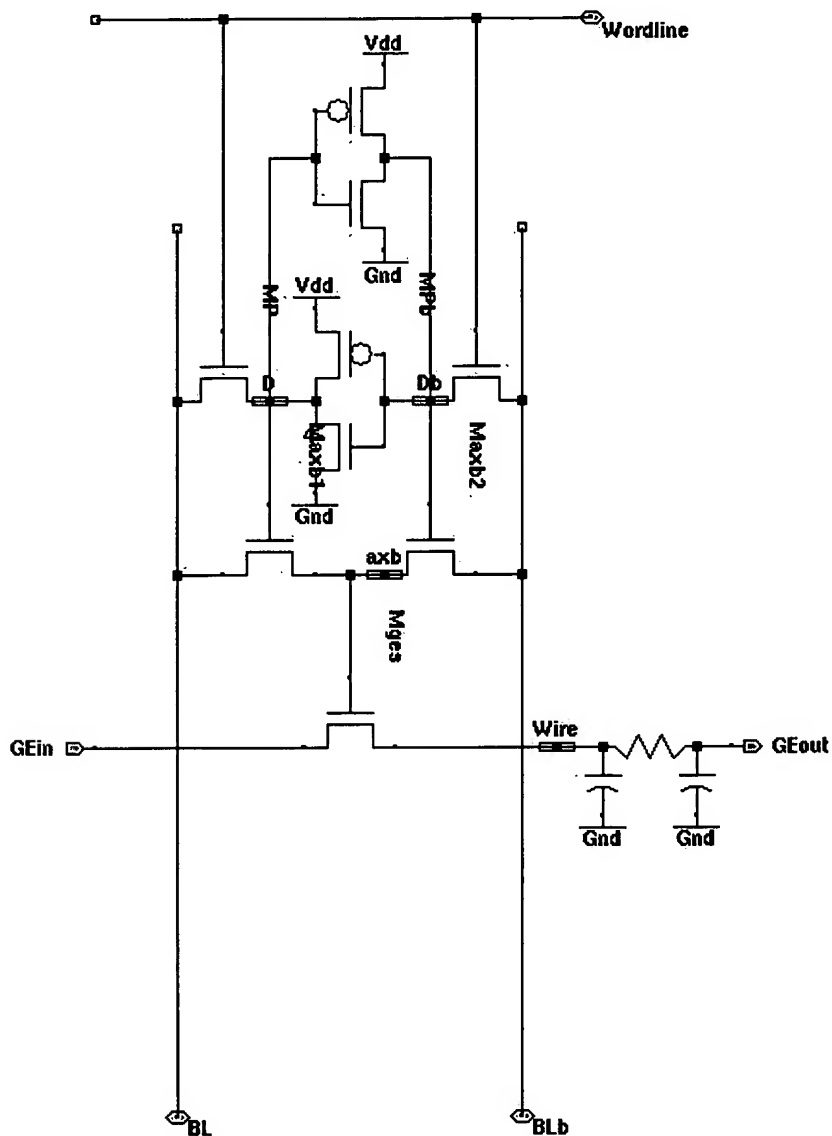 Wordline
Vdd
Gnd
Vdd
MP
MPb
D
Db
Maxb1
Maxb2
Gnd
axb
Mges
GEin
Wire
GEout
Gnd
Gnd
BL
BLb